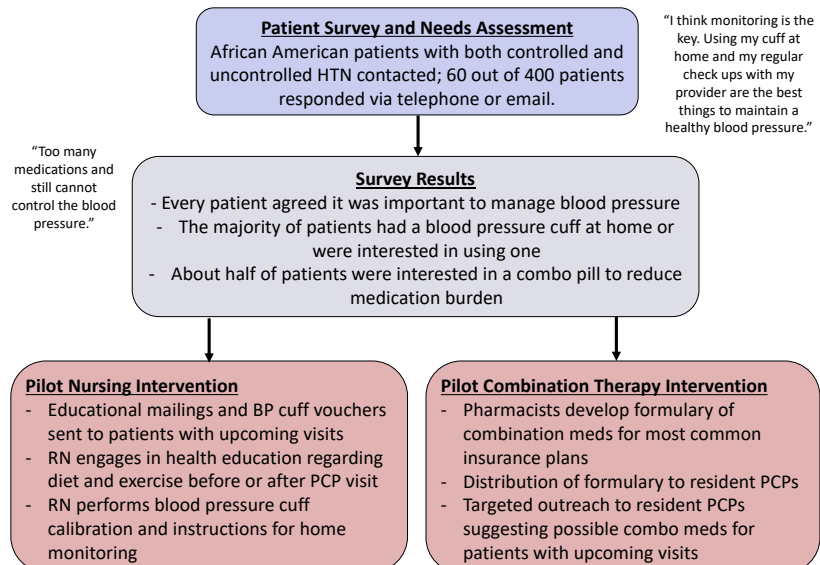 Patient Survey and Needs Assessment
African American patients with both controlled and
uncontrolled HTN contacted; 60 out of 400 patients
responded via telephone or email.
“I think monitoring is the
key. Using my cuff at
home and my regular
check ups with my
provider are the best
things to maintain a
healthy blood pressure.”
“Too many
medications and
still cannot
control the blood
pressure.”
Survey Results
- Every patient agreed it was important to manage blood pressure
- The majority of patients had a blood pressure cuff at home or
were interested in using one
- About half of patients were interested in a combo pill to reduce
medication burden
Pilot Nursing Intervention
- Educational mailings and BP cuff vouchers
sent to patients with upcoming visits
- RN engages in health education regarding
diet and exercise before or after PCP visit
- RN performs blood pressure cuff
calibration and instructions for home
monitoring
Pilot Combination Therapy Intervention
- Pharmacists develop formulary of
combination meds for most common
insurance plans
- Distribution of formulary to resident PCPs
- Targeted outreach to resident PCPs
suggesting possible combo meds for
patients with upcoming visits